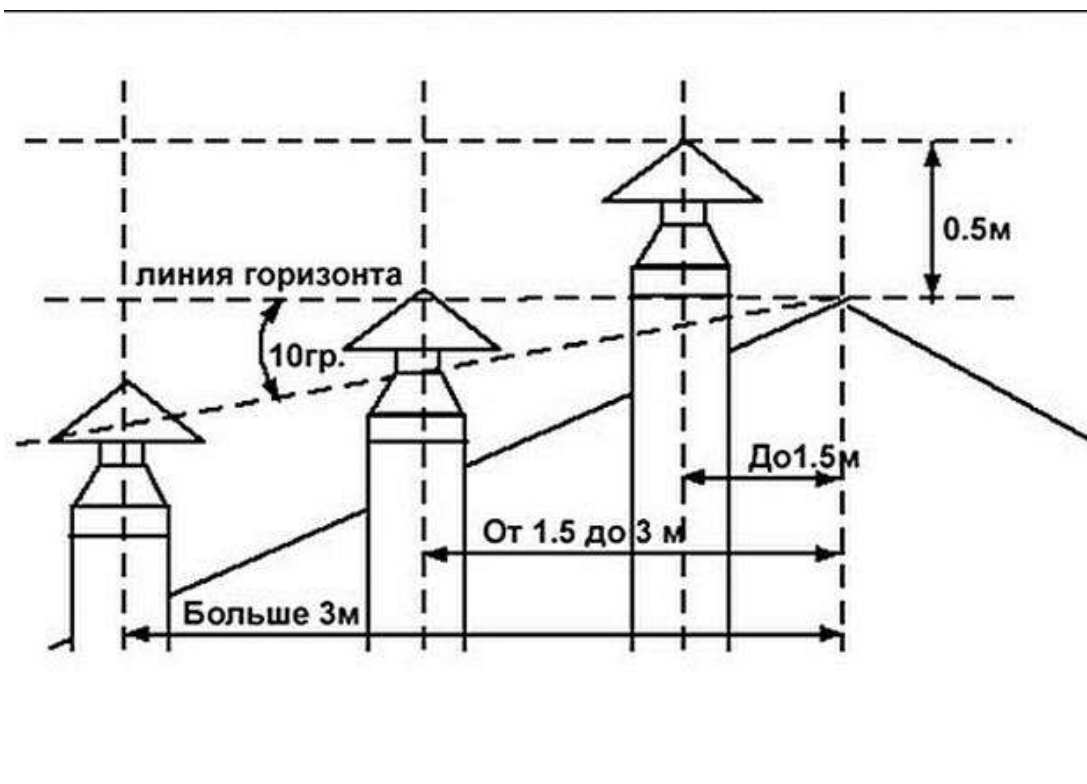 0.5м
линия горизонта
10гр.
До1.5м
От 1.5 до 3 м
Больше 3м